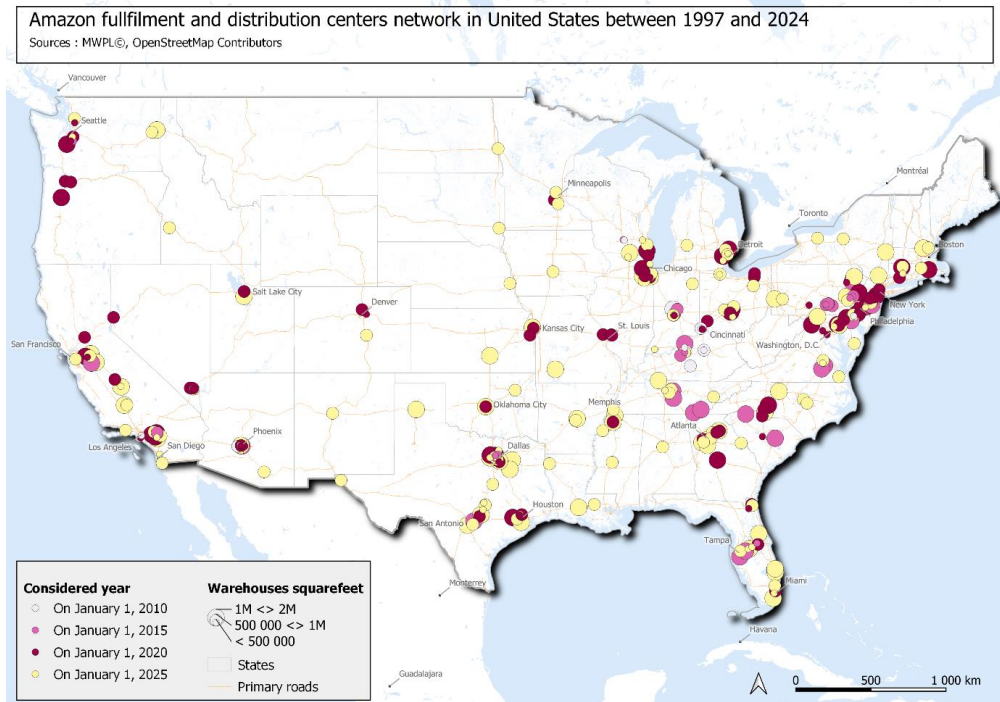 Amazon fullfilment and distribution centers network in United States between 1997 and 2024
Sources : MWPL©, OpenStreetMap Contributors
Vancouver
Seattle
Montréal
Minneapolis
Toronto
Boston
Detroit
Chicago
Salt Lake City
Denver
New York
Philadelphia
Kansas City
St. Louis
Cincinnati
Washington, D.C.
San Francisco
Oklahoma City
Memphis
Atlanta
Phoenix
Los Angeles
San Diego
Dallas
Houston
San Antonio
Tampa
Miami
Monterrey
Havana
Guadalajara
Considered year
On January 1, 2010
On January 1, 2015
On January 1, 2020
On January 1, 2025
Warehouses squarefeet
1M <> 2M
500 000 <> 1M
< 500 000
States
Primary roads
0 500 1 000 km